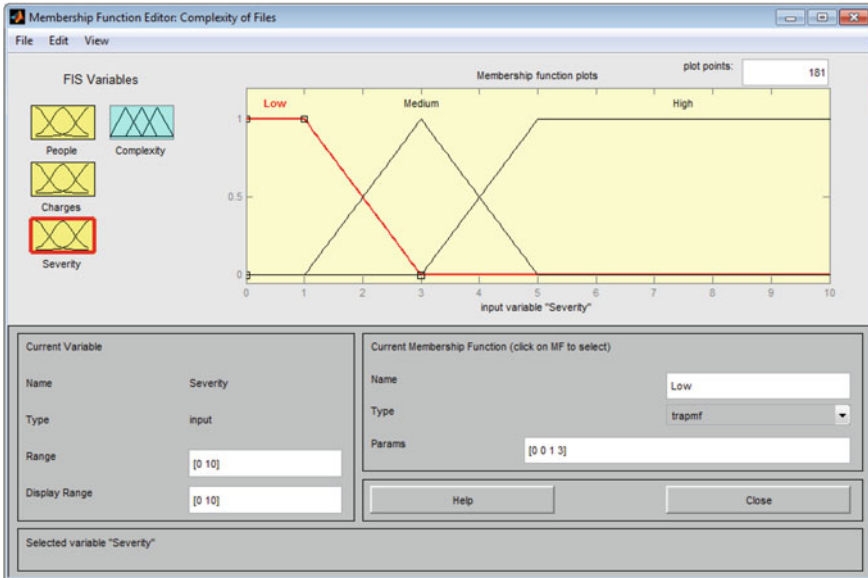 Membership Function Editor: Complexity of Files
File Edit View
FIS Variables
People
Complexity
Charges
Severity
Membership function plots
plot points:
181
Low
Medium
High
1
0.5
0
0 1 2 3 4 5 6 7 8 9 10
input variable "Severity"
Current Variable
Name Severity
Type input
Range [0 10]
Display Range [0 10]
Current Membership Function (click on MF to select)
Name Low
Type trapmf
Params [0 0 1 3]
Help
Close
Selected variable "Severity"